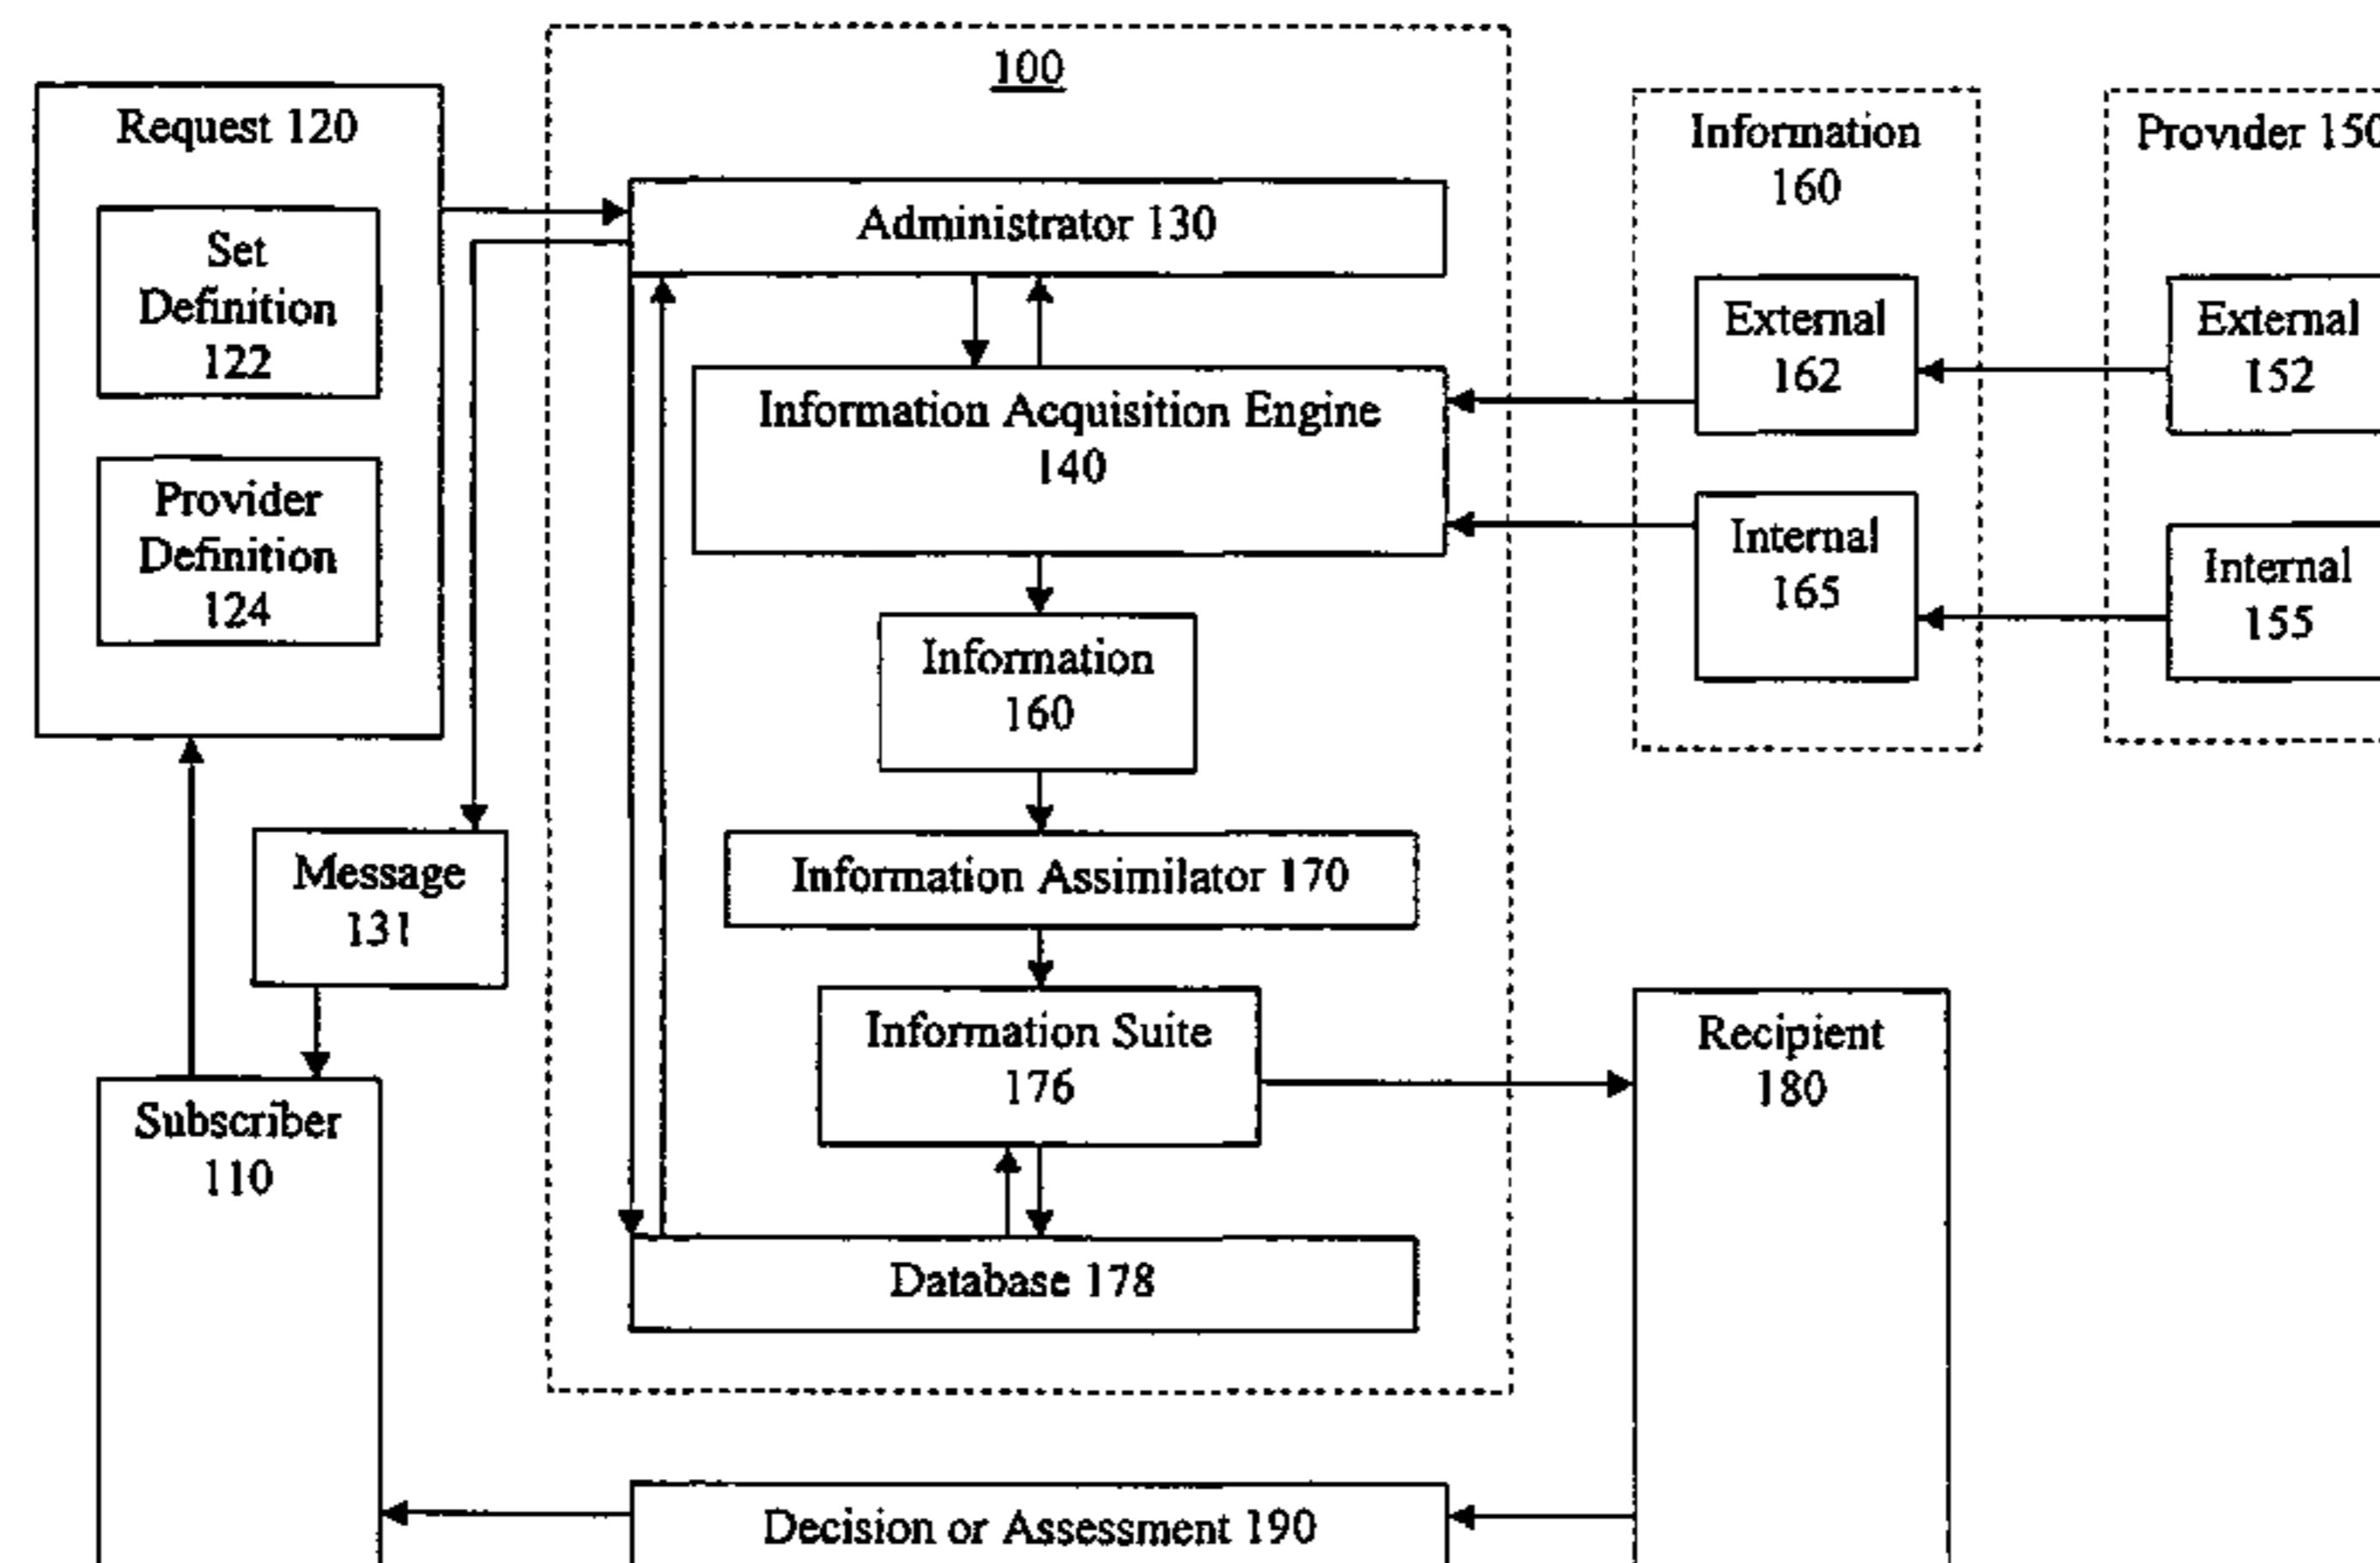 100
Request 120
Set
Definition
122
Provider
Definition
124
Message
131
Subscriber
110
Administrator 130
Information Acquisition Engine
140
Information
160
Information Assimilator 170
Information Suite
176
Database 178
Decision or Assessment 190
Information
160
External
162
Internal
165
Provider 150
External
152
Internal
155
Recipient
180